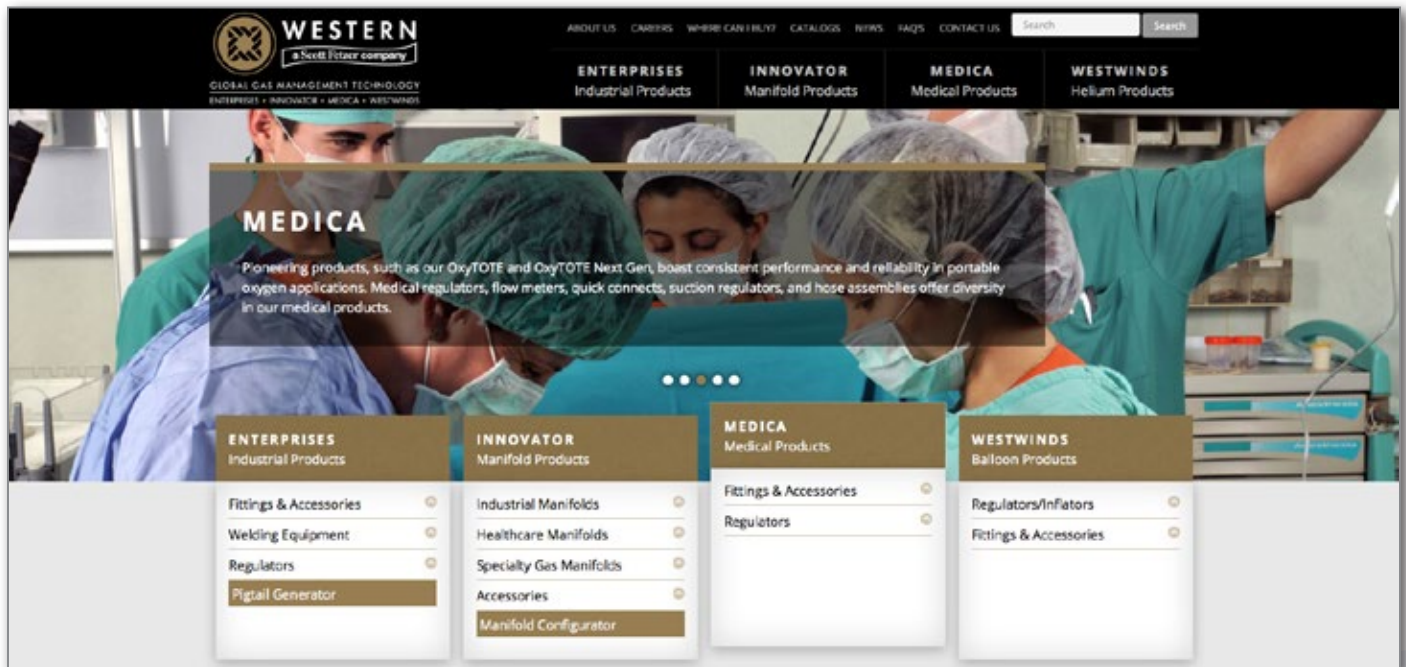 WESTERN
a Scott Fetzer company
GLOBAL GAS MANAGEMENT TECHNOLOGY
ENTERPRISES • INNOVATOR • MEDICA • WESTWINDS
ABOUT US CAREERS WHERE CAN I BUY? CATALOGS NEWS FAQ'S CONTACT US Search Search
ENTERPRISES
Industrial Products
INNOVATOR
Manifold Products
MEDICA
Medical Products
WESTWINDS
Helium Products
MEDICA
Pioneering products, such as our OxyTOTE and OxyTOTE Next Gen, boast consistent performance and reliability in portable
oxygen applications. Medical regulators, flow meters, quick connects, suction regulators, and hose assemblies offer diversity
in our medical products.
ENTERPRISES
Industrial Products
Fittings & Accessories
Welding Equipment
Regulators
Pigtail Generator
INNOVATOR
Manifold Products
Industrial Manifolds
Healthcare Manifolds
Specialty Gas Manifolds
Accessories
Manifold Configurator
MEDICA
Medical Products
Fittings & Accessories
Regulators
WESTWINDS
Balloon Products
Regulators/Inflators
Fittings & Accessories